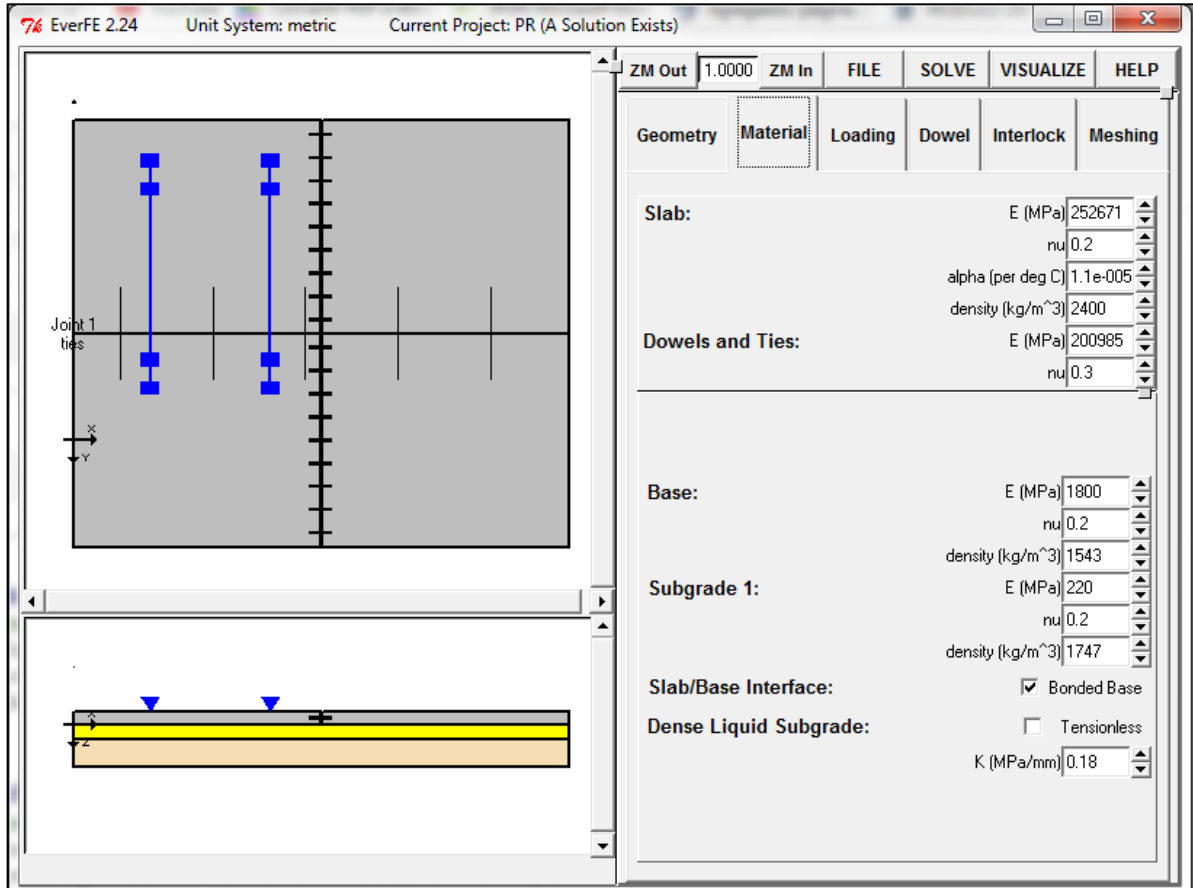 EverFE 2.24 Unit System: metric Current Project: PR (A Solution Exists)
ZM Out 1.0000 ZM In FILE SOLVE VISUALIZE HELP
Geometry Material Loading Dowel Interlock Meshing
Slab: E (MPa) 252671
nu 0.2
alpha (per deg C) 1.1e-005
density (kg/m^3) 2400
Dowels and Ties: E (MPa) 200985
nu 0.3
Base: E (MPa) 1800
nu 0.2
density (kg/m^3) 1543
Subgrade 1: E (MPa) 220
nu 0.2
density (kg/m^3) 1747
Slab/Base Interface: Bonded Base
Dense Liquid Subgrade: Tensionless
K (MPa/mm) 0.18
Joint 1
ties
X
Y
X
Z